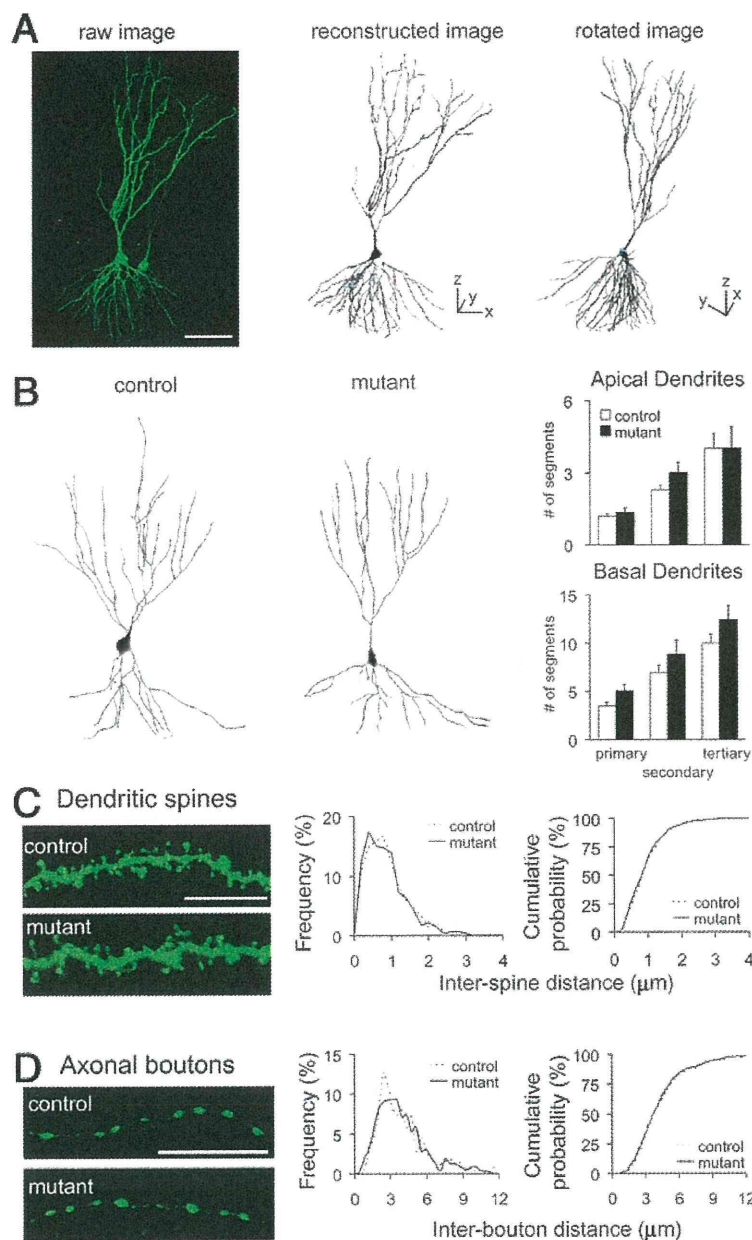 A
raw image
reconstructed image
rotated image
z
y
x
z
y
x
B
control
mutant
Apical Dendrites
# of segments
6
3
0
control
mutant
Basal Dendrites
# of segments
15
10
5
0
primary
tertiary
secondary
C Dendritic spines
control
mutant
Frequency (%)
20
10
0
control
mutant
0 1 2 3 4
Cumulative
probability (%)
100
75
50
25
0
control
mutant
0 1 2 3 4
Inter-spine distance (μm)
D Axonal boutons
control
mutant
Frequency (%)
15
10
5
0
control
mutant
0 3 6 9 12
Cumulative
probability (%)
100
75
50
25
0
control
mutant
0 3 6 9 12
Inter-bouton distance (μm)